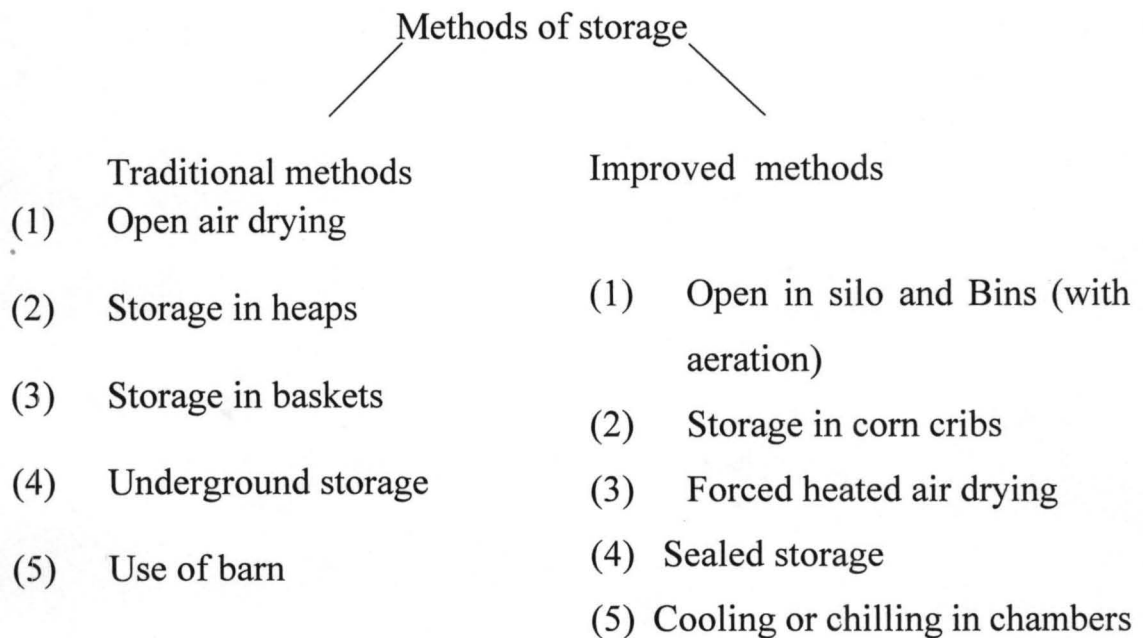 Methods of storage
Traditional methods
(1) Open air drying
(2) Storage in heaps
(3) Storage in baskets
(4) Underground storage
(5) Use of barn
Improved methods
(1) Open in silo and Bins (with
aeration)
(2) Storage in corn cribs
(3) Forced heated air drying
(4) Sealed storage
(5) Cooling or chilling in chambers